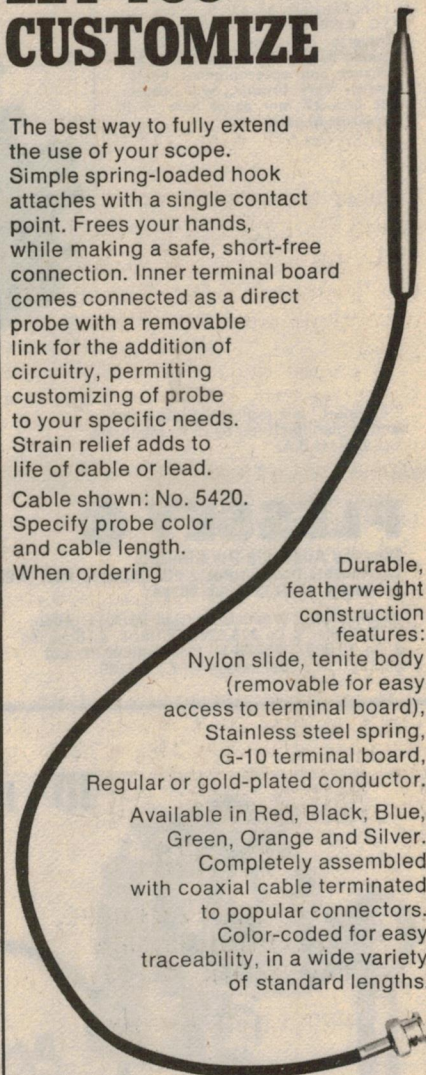 CUSTOMIZE
The best way to fully extend
the use of your scope.
Simple spring-loaded hook
attaches with a single contact
point. Frees your hands,
while making a safe, short-free
connection. Inner terminal board
comes connected as a direct
probe with a removable
link for the addition of
circuitry, permitting
customizing of probe
to your specific needs.
Strain relief adds to
life of cable or lead.
Cable shown: No. 5420.
Specify probe color
and cable length.
When ordering
Durable,
featherweight
construction
features:
Nylon slide, tenite body
(removable for easy
access to terminal board),
Stainless steel spring,
G-10 terminal board,
Regular or gold-plated conductor.
Available in Red, Black, Blue,
Green, Orange and Silver.
Completely assembled
with coaxial cable terminated
to popular connectors.
Color-coded for easy
traceability, in a wide variety
of standard lengths